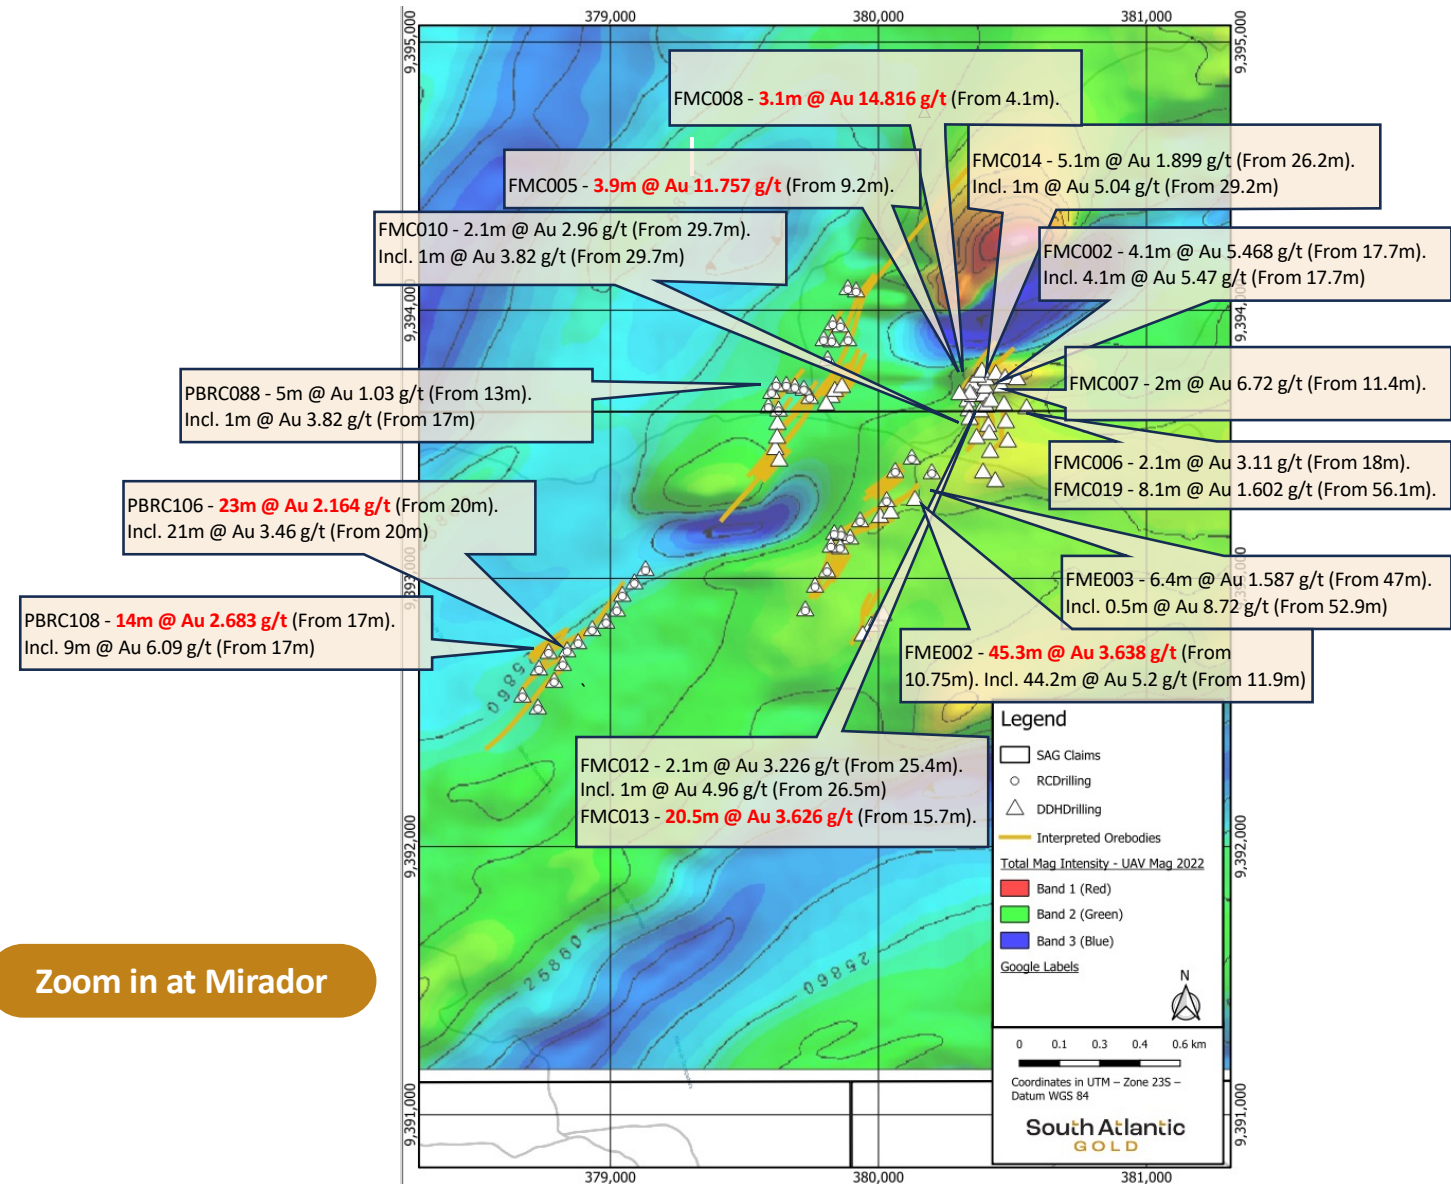 379,000
380,000
381,000
9,395,000
9,395,000
FMC008 - 3.1m @ Au 14.816 g/t (From 4.1m).
FMC014 - 5.1m @ Au 1.899 g/t (From 26.2m).
Incl. 1m @ Au 5.04 g/t (From 29.2m)
FMC005 - 3.9m @ Au 11.757 g/t (From 9.2m).
FMC010 - 2.1m @ Au 2.96 g/t (From 29.7m).
Incl. 1m @ Au 3.82 g/t (From 29.7m)
FMC002 - 4.1m @ Au 5.468 g/t (From 17.7m).
Incl. 4.1m @ Au 5.47 g/t (From 17.7m)
9,394,000
FMC007 - 2m @ Au 6.72 g/t (From 11.4m).
PBRC088 - 5m @ Au 1.03 g/t (From 13m).
Incl. 1m @ Au 3.82 g/t (From 17m)
FMC006 - 2.1m @ Au 3.11 g/t (From 18m).
FMC019 - 8.1m @ Au 1.602 g/t (From 56.1m).
PBRC106 - 23m @ Au 2.164 g/t (From 20m).
Incl. 21m @ Au 3.46 g/t (From 20m)
9,393,000
FME003 - 6.4m @ Au 1.587 g/t (From 47m).
Incl. 0.5m @ Au 8.72 g/t (From 52.9m)
PBRC108 - 14m @ Au 2.683 g/t (From 17m).
Incl. 9m @ Au 6.09 g/t (From 17m)
FME002 - 45.3m @ Au 3.638 g/t (From
10.75m). Incl. 44.2m @ Au 5.2 g/t (From 11.9m)
25860
FMC012 - 2.1m @ Au 3.226 g/t (From 25.4m).
Incl. 1m @ Au 4.96 g/t (From 26.5m)
FMC013 - 20.5m @ Au 3.626 g/t (From 15.7m).
Legend
SAG Claims
RCDrilling
DDHDrilling
Interpreted Orebodies
Total Mag Intensity - UAV Mag 2022
Band 1 (Red)
Band 2 (Green)
Band 3 (Blue)
Google Labels
N
9,392,000
9,392,000
25860
25860
Zoom in at Mirador
0 0.1 0.3 0.4 0.6 km
Coordinates in UTM – Zone 23S –
Datum WGS 84
South Atlantic
GOLD
9,391,000
9,391,000
379,000
380,000
381,000